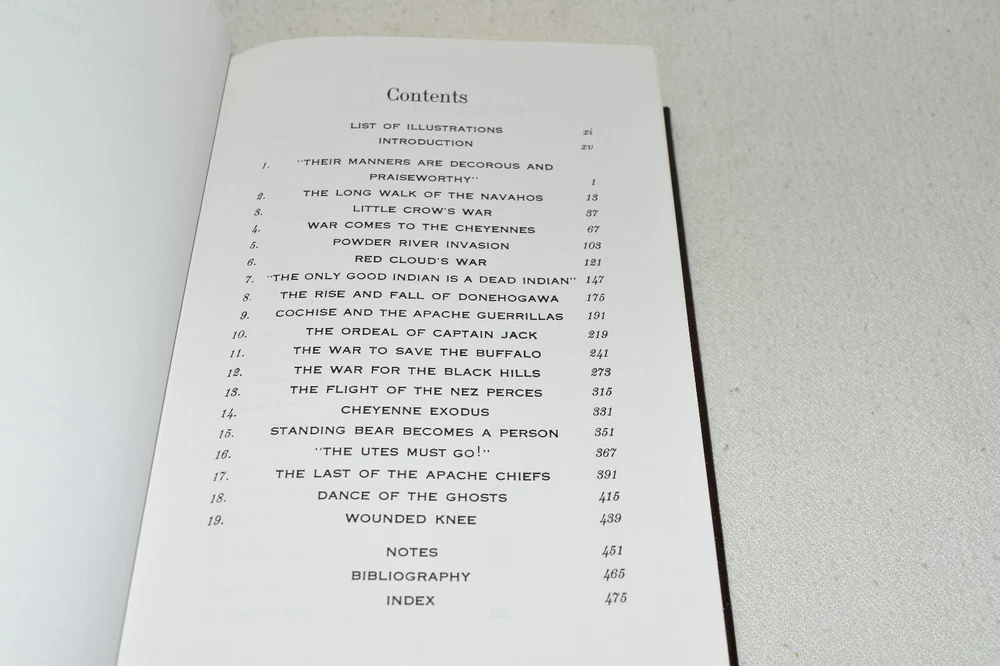 Contents
LIST OF ILLUSTRATIONS xi
INTRODUCTION xv
1. "THEIR MANNERS ARE DECOROUS AND
PRAISEWORTHY" 1
2. THE LONG WALK OF THE NAVAHOS 13
3. LITTLE CROW'S WAR 37
4. WAR COMES TO THE CHEYENNES 67
5. POWDER RIVER INVASION 103
6. RED CLOUD'S WAR 121
7. "THE ONLY GOOD INDIAN IS A DEAD INDIAN" 147
8. THE RISE AND FALL OF DONEHOGAWA 175
9. COCHISE AND THE APACHE GUERRILLAS 191
10. THE ORDEAL OF CAPTAIN JACK 219
11. THE WAR TO SAVE THE BUFFALO 241
12. THE WAR FOR THE BLACK HILLS 273
13. THE FLIGHT OF THE NEZ PERCES 315
14. CHEYENNE EXODUS 331
15. STANDING BEAR BECOMES A PERSON 351
16. "THE UTES MUST GO!" 367
17. THE LAST OF THE APACHE CHIEFS 391
18. DANCE OF THE GHOSTS 415
19. WOUNDED KNEE 439
NOTES 451
BIBLIOGRAPHY 465
INDEX 475